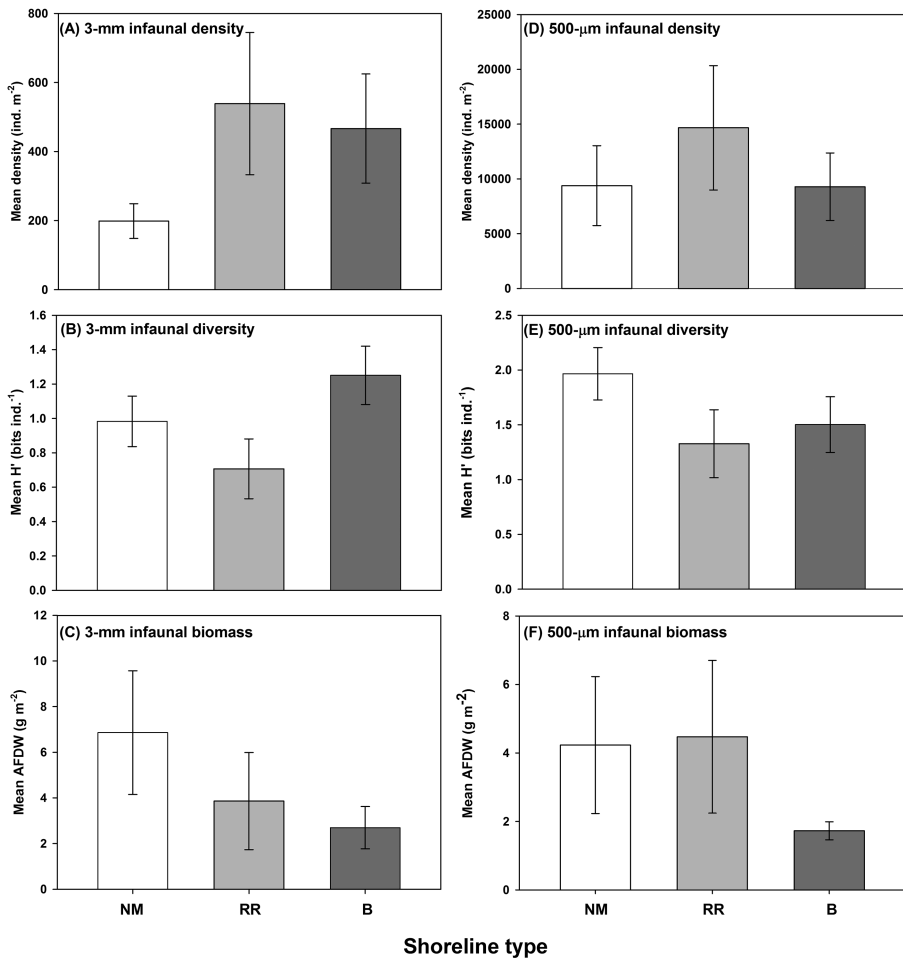 (A) 3-mm infaunal density
Mean density (ind. m⁻²)
800
600
400
200
0
(D) 500-μm infaunal density
Mean density (ind. m⁻²)
25000
20000
15000
10000
5000
0
(B) 3-mm infaunal diversity
Mean H' (bits ind.⁻¹)
1.6
1.4
1.2
1.0
0.8
0.6
0.4
0.2
0.0
(E) 500-μm infaunal diversity
Mean H' (bits ind.⁻¹)
2.5
2.0
1.5
1.0
0.5
0.0
(C) 3-mm infaunal biomass
Mean AFDW (g m⁻²)
12
10
8
6
4
2
0
NM RR B
(F) 500-μm infaunal biomass
Mean AFDW (g m⁻²)
8
6
4
2
0
NM RR B
Shoreline type